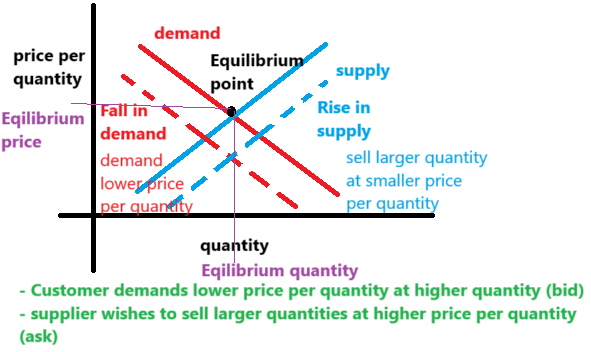 demand
price per
quantity
Equilibrium
point
supply
Eqilibrium
price
Fall in
demand
Rise in
supply
demand
lower price
per quantity
sell larger quantity
at smaller price
per quantity
quantity
Eqilibrium quantity
- Customer demands lower price per quantity at higher quantity (bid)
- supplier wishes to sell larger quantities at higher price per quantity
(ask)